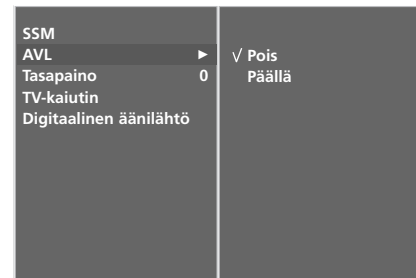 SSM
AVL ► √ Pois
Tasapaino 0 Päällä
TV-kaiutin
Digitaalinen äänilähtö